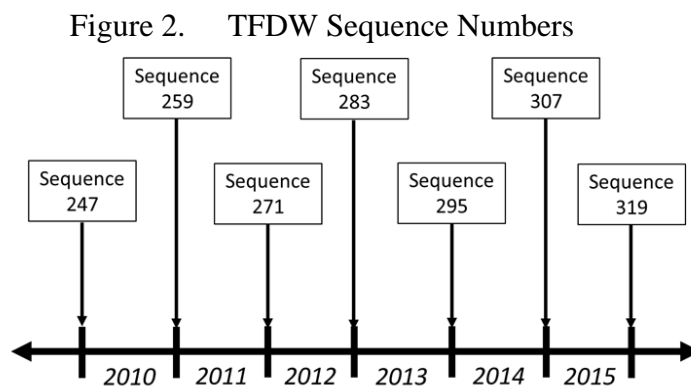 Figure 2. TFDW Sequence Numbers
Sequence
259
Sequence
283
Sequence
307
Sequence
247
Sequence
271
Sequence
295
Sequence
319
2010 2011 2012 2013 2014 2015